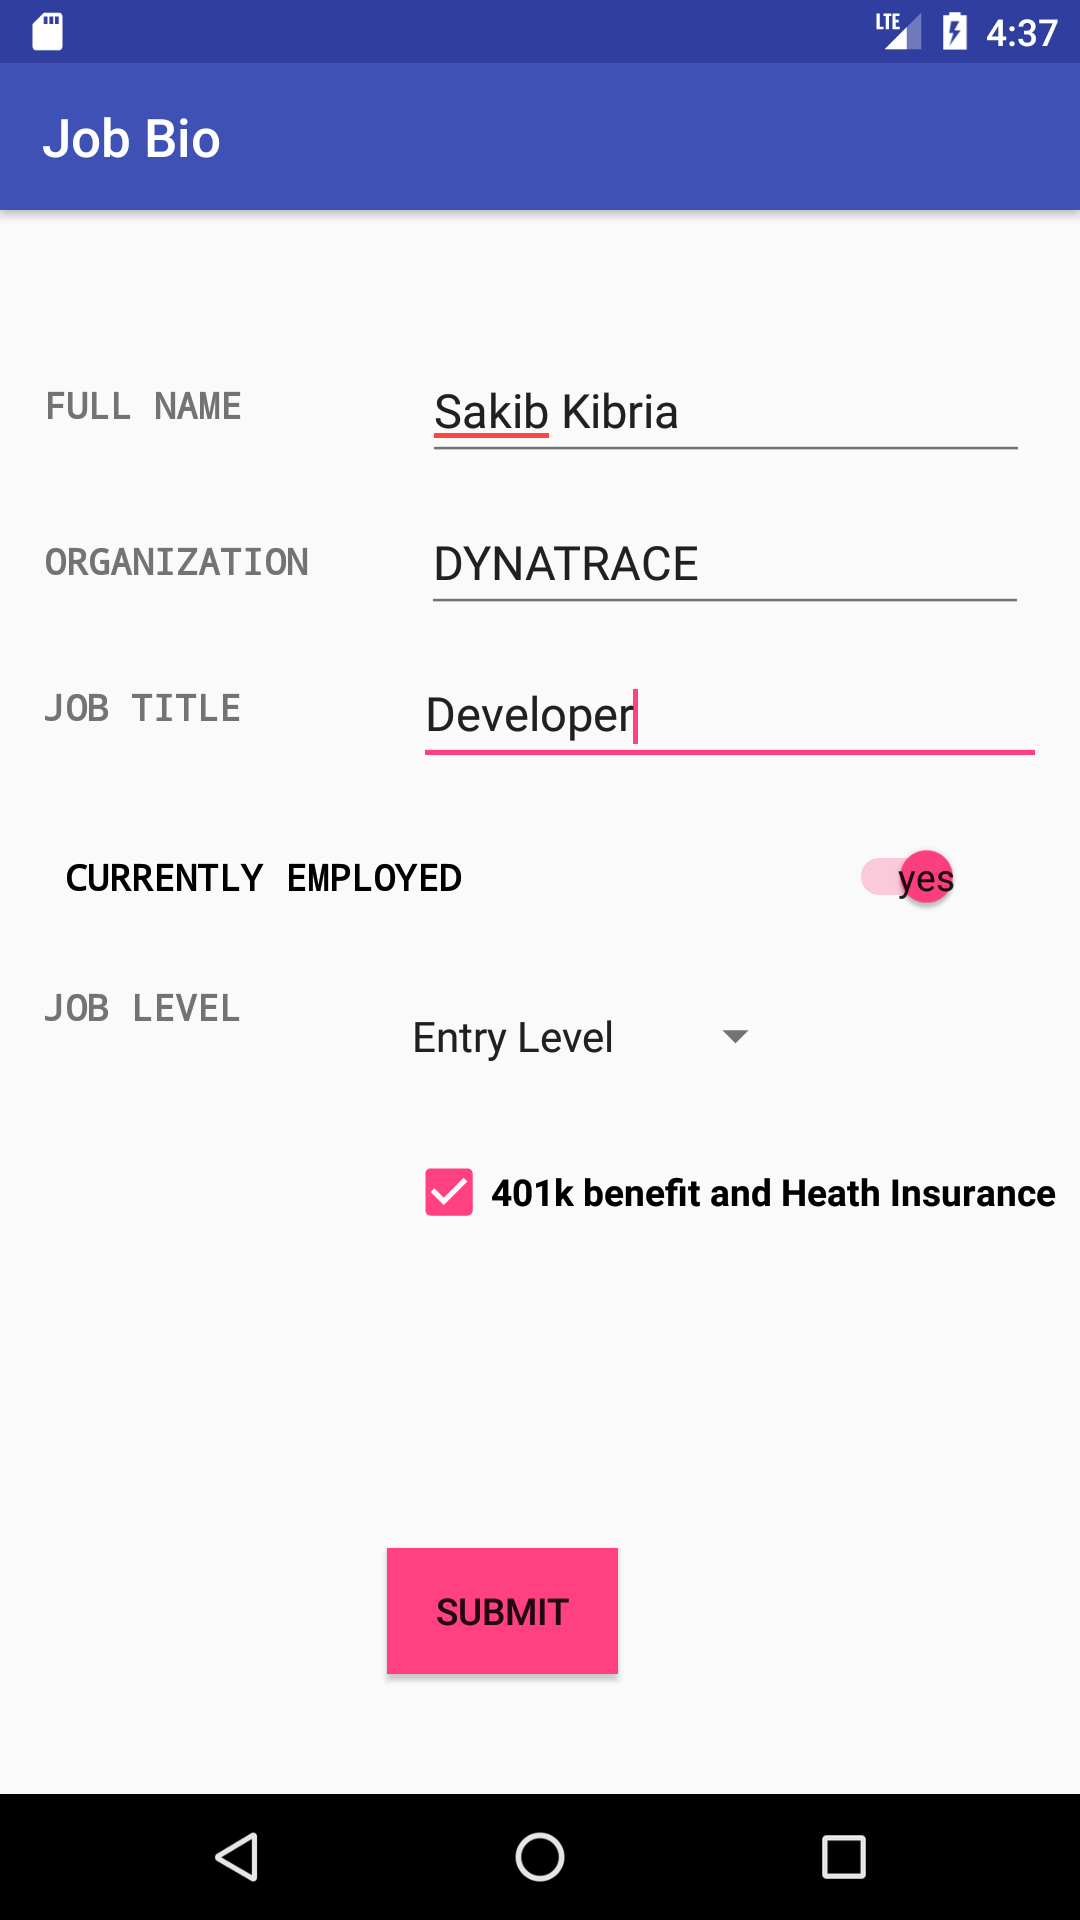 LTE 4:37
Job Bio
FULL NAME Sakib Kibria
ORGANIZATION DYNATRACE
JOB TITLE Developer
CURRENTLY EMPLOYED yes
JOB LEVEL
Entry Level
401k benefit and Heath Insurance
SUBMIT